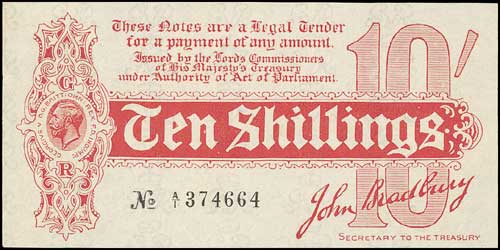 These Notes are a Legal Tender
for a payment of any amount.
Issued by the Lords Commissioners
of His Majesty's Treasury
under Authority of Act of Parliament.
10/
G
R
Ten Shillings.
No A/1 374664
John Bradbury
10
SECRETARY TO THE TREASURY